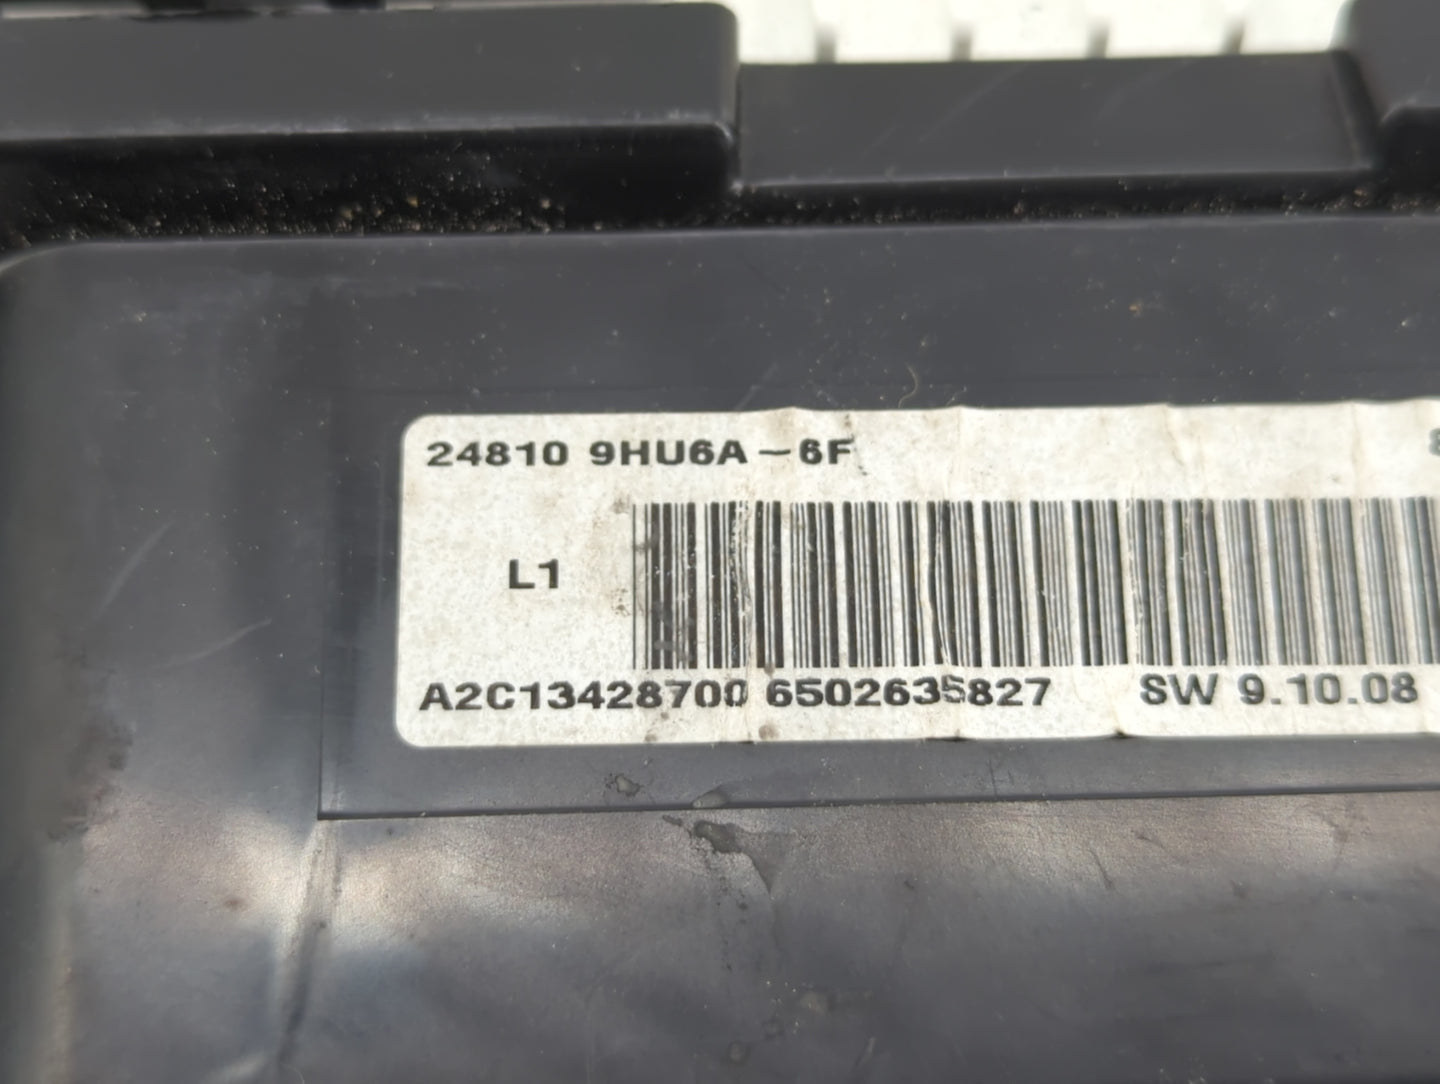 24810 9HU6A-6F
L1
A2C13428700 6502635827 SW 9.10.08